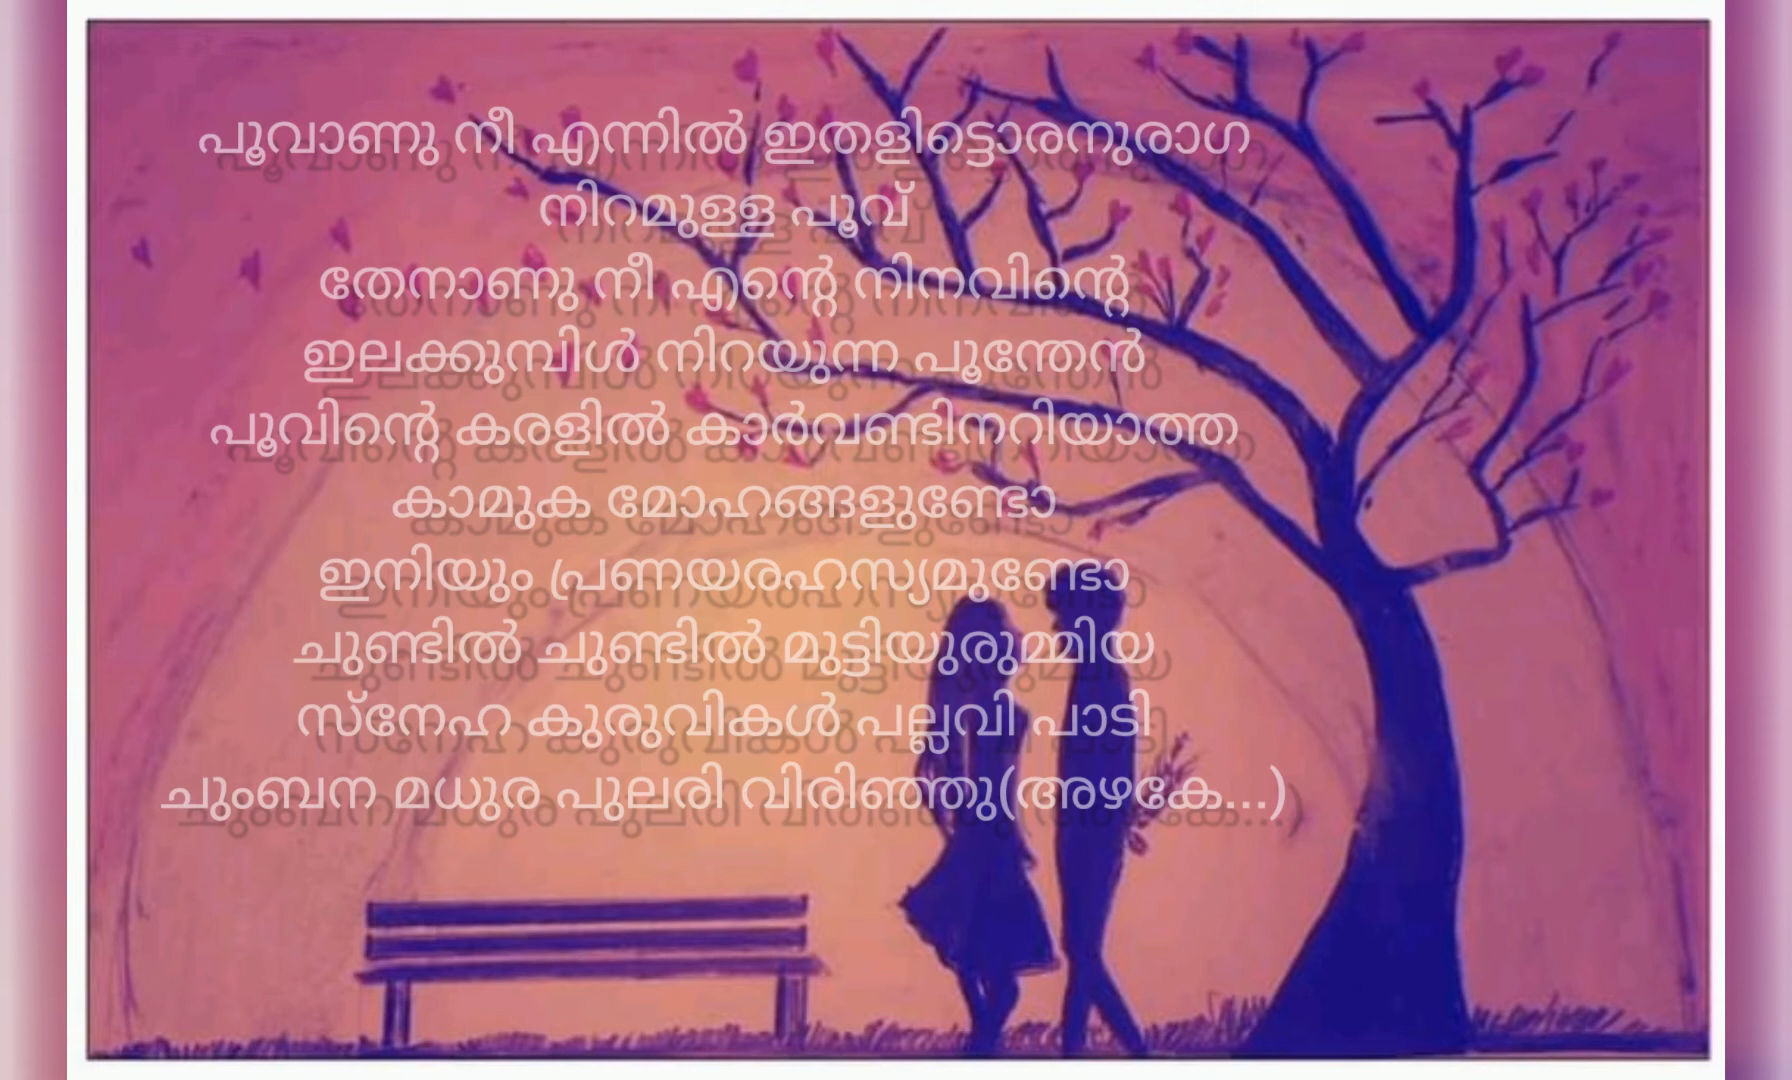 പൂവാണു നീ എന്നിൽ ഇതളിട്ടൊരനുരാഗ
നിറമുള്ള പൂവ്
തേനാണു നീ എന്റെ നിനവിന്റെ
ഇലക്കുമ്പിൾ നിറയുന്ന പൂന്തേൻ
പൂവിന്റെ കരളിൽ കാർവണ്ടിനറിയാത്ത
കാമുക മോഹങ്ങളുണ്ടോ
ഇനിയും പ്രണയരഹസ്യമുണ്ടോ
ചുണ്ടിൽ ചുണ്ടിൽ മുട്ടിയുരുമ്മിയ
സ്നേഹ കുരുവികൾ പല്ലവി പാടി
ചുംബന മധുര പുലരി വിരിഞ്ഞു(അഴകേ...)